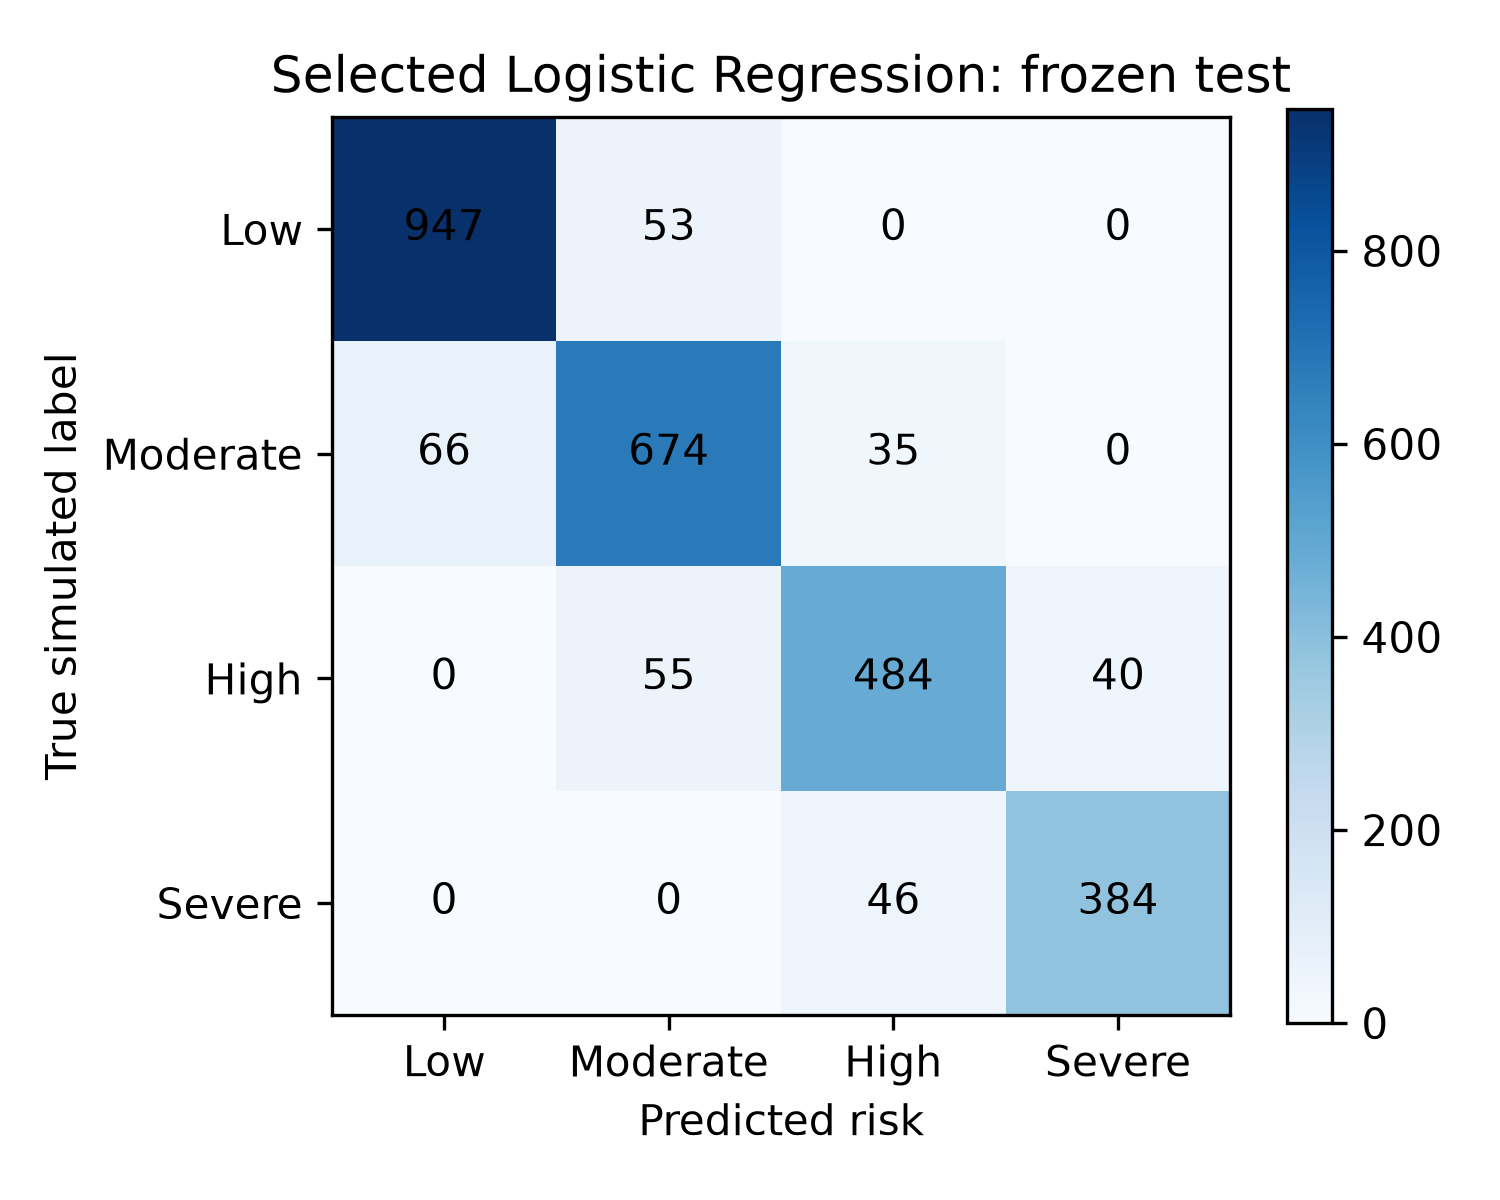 Selected Logistic Regression: frozen test
True simulated label
Low
947 53 0 0
Moderate
66 674 35 0
High
0 55 484 40
Severe
0 0 46 384
Low Moderate High Severe
Predicted risk
800
600
400
200
0